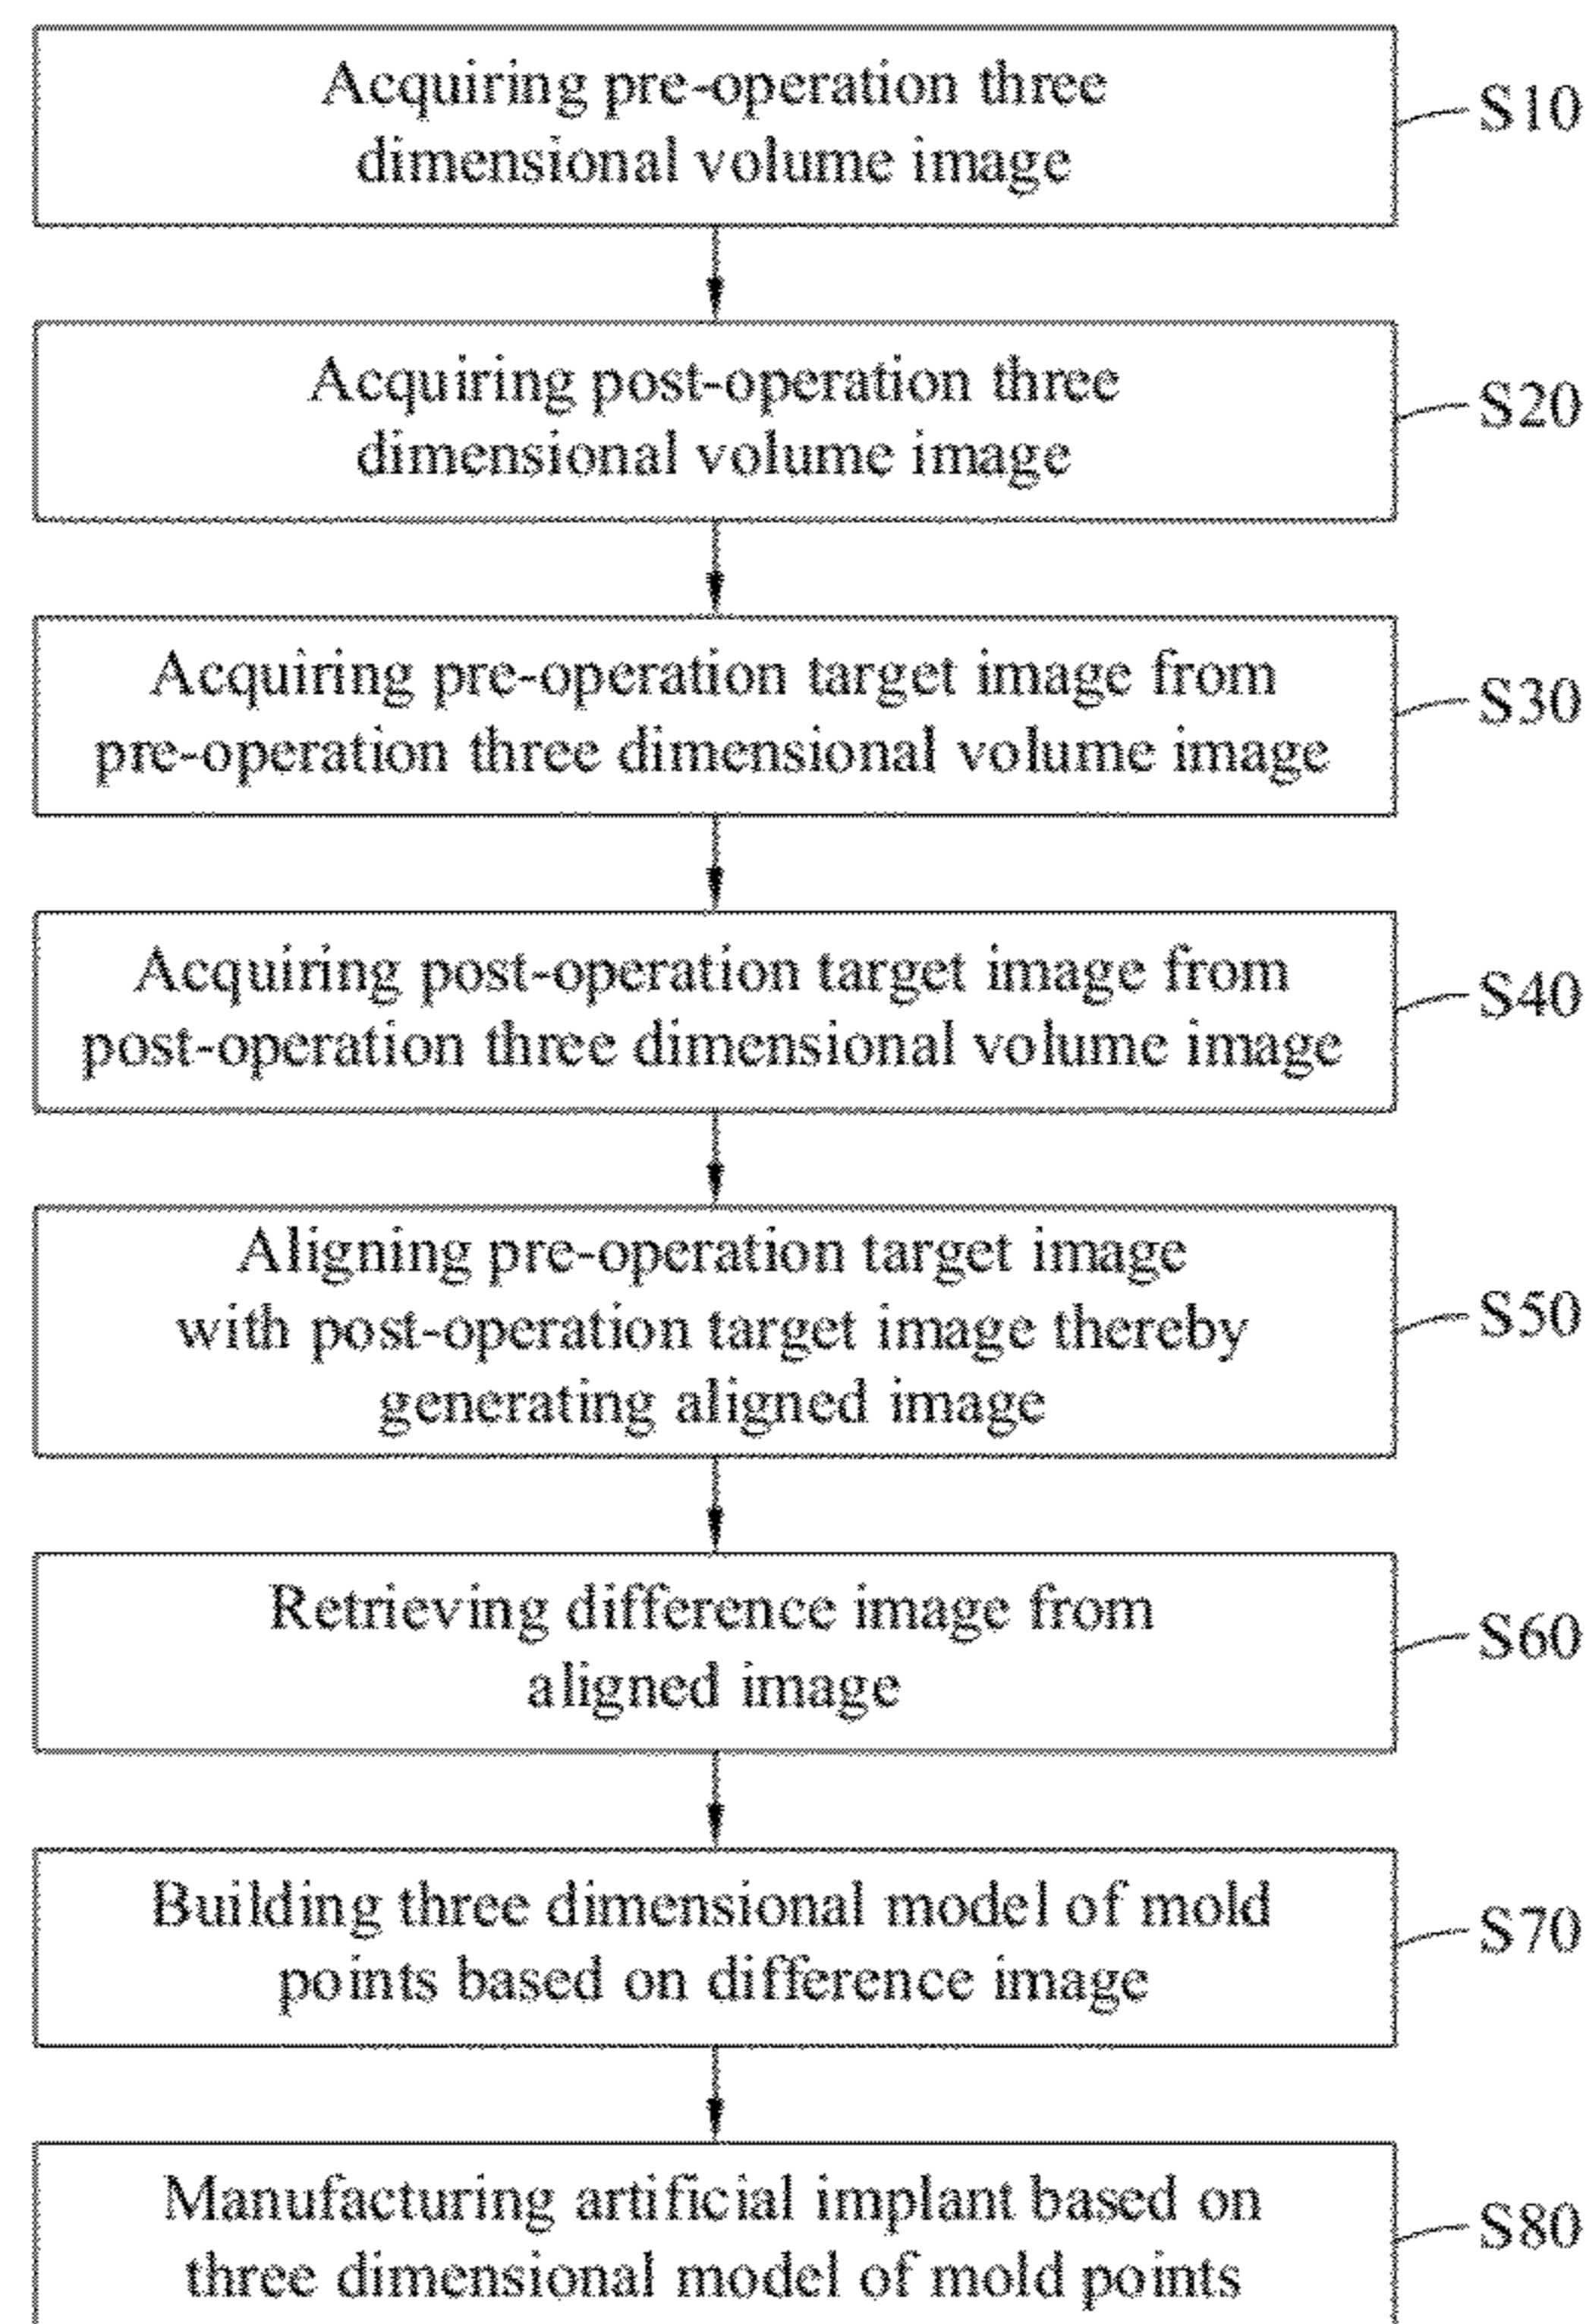 Acquiring pre-operation three
dimensional volume image
S10
Acquiring post-operation three
dimensional volume image
S20
Acquiring pre-operation target image from
pre-operation three dimensional volume image
S30
Acquiring post-operation target image from
post-operation three dimensional volume image
S40
Aligning pre-operation target image
with post-operation target image thereby
generating aligned image
S50
Retrieving difference image from
aligned image
S60
Building three dimensional model of mold
points based on difference image
S70
Manufacturing artificial implant based on
three dimensional model of mold points
S80